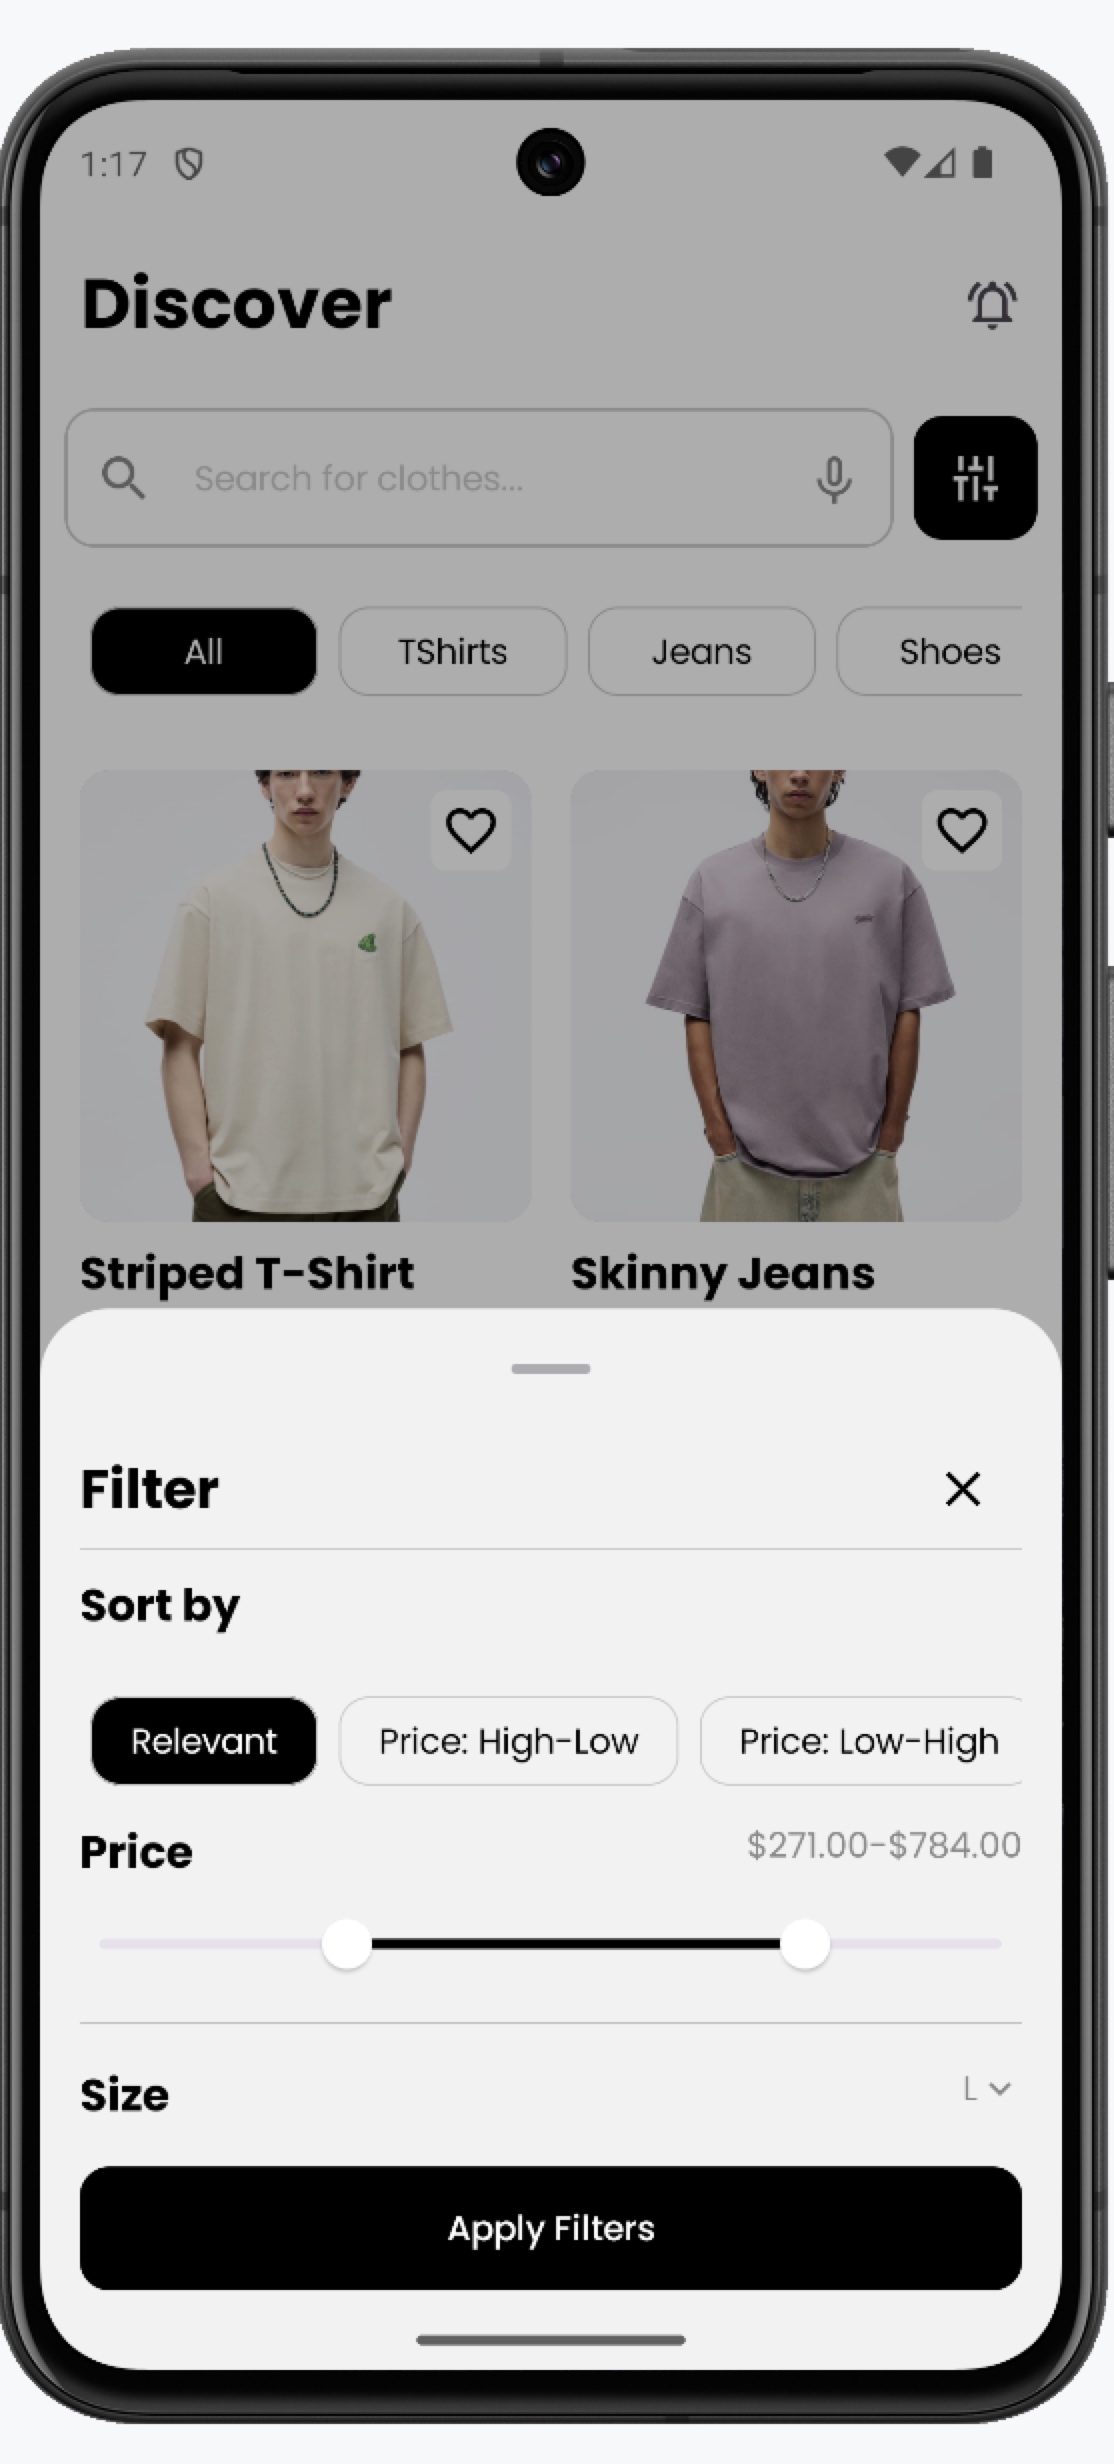 1:17
Discover
Search for clothes...
All TShirts Jeans Shoes
Striped T-Shirt Skinny Jeans
Filter
Sort by
Relevant Price: High-Low Price: Low-High
Price $271.00-$784.00
Size L
Apply Filters